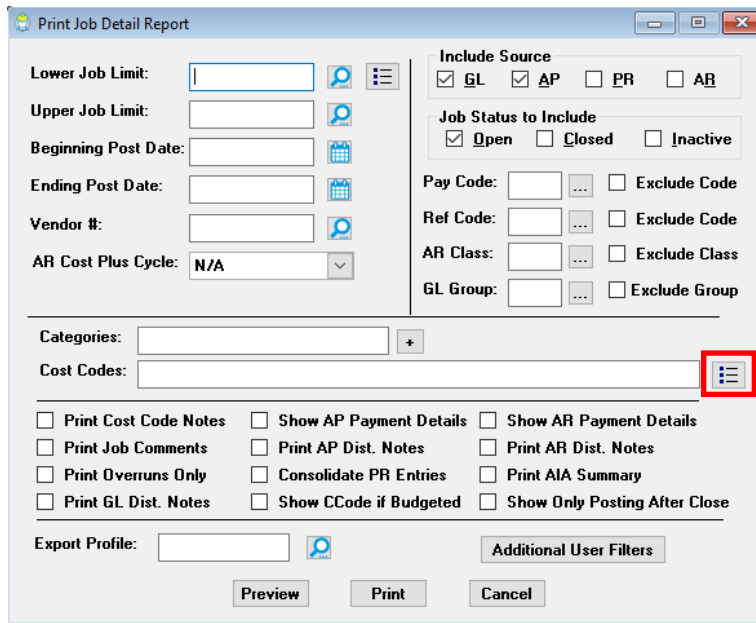 Print Job Detail Report
Lower Job Limit:
Upper Job Limit:
Beginning Post Date:
Ending Post Date:
Vendor #:
AR Cost Plus Cycle: N/A
Include Source
GL AP PR AR
Job Status to Include
Open Closed Inactive
Pay Code: ... Exclude Code
Ref Code: ... Exclude Code
AR Class: ... Exclude Class
GL Group: ... Exclude Group
Categories: +
Cost Codes:
Print Cost Code Notes Show AP Payment Details Show AR Payment Details
Print Job Comments Print AP Dist. Notes Print AR Dist. Notes
Print Overruns Only Consolidate PR Entries Print AIA Summary
Print GL Dist. Notes Show CCode if Budgeted Show Only Posting After Close
Export Profile: Additional User Filters
Preview Print Cancel